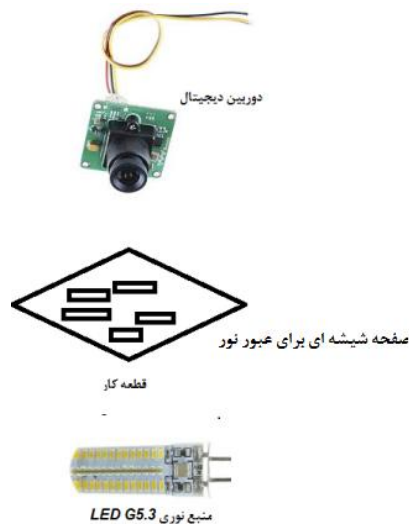 دوربین دیجیتال
صفحه شیشه ای برای عبور نور
قطعه کار
منبع نوری LED G5.3